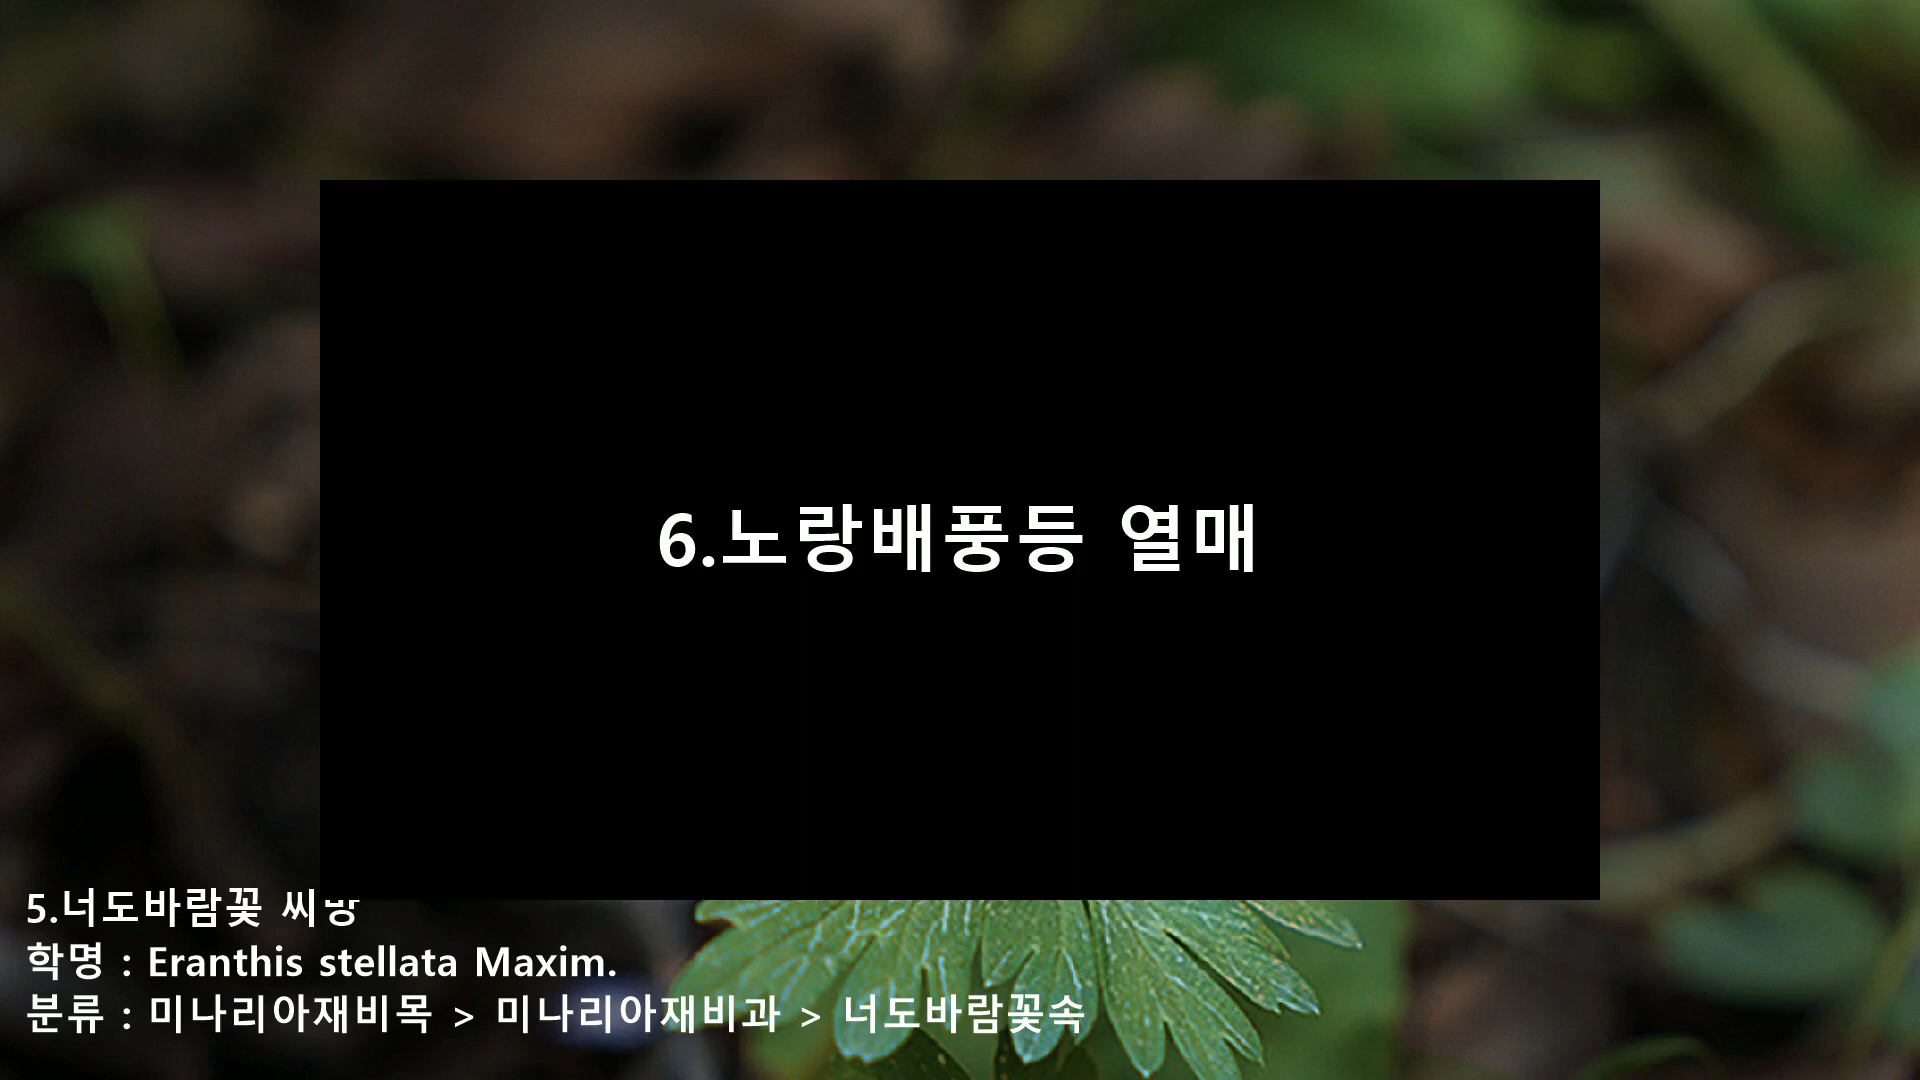 6.노랑배풍등 열매
5.너도바람꽃 씨방
학명 : Eranthis stellata Maxim.
분류 : 미나리아재비목 > 미나리아재비과 > 너도바람꽃속